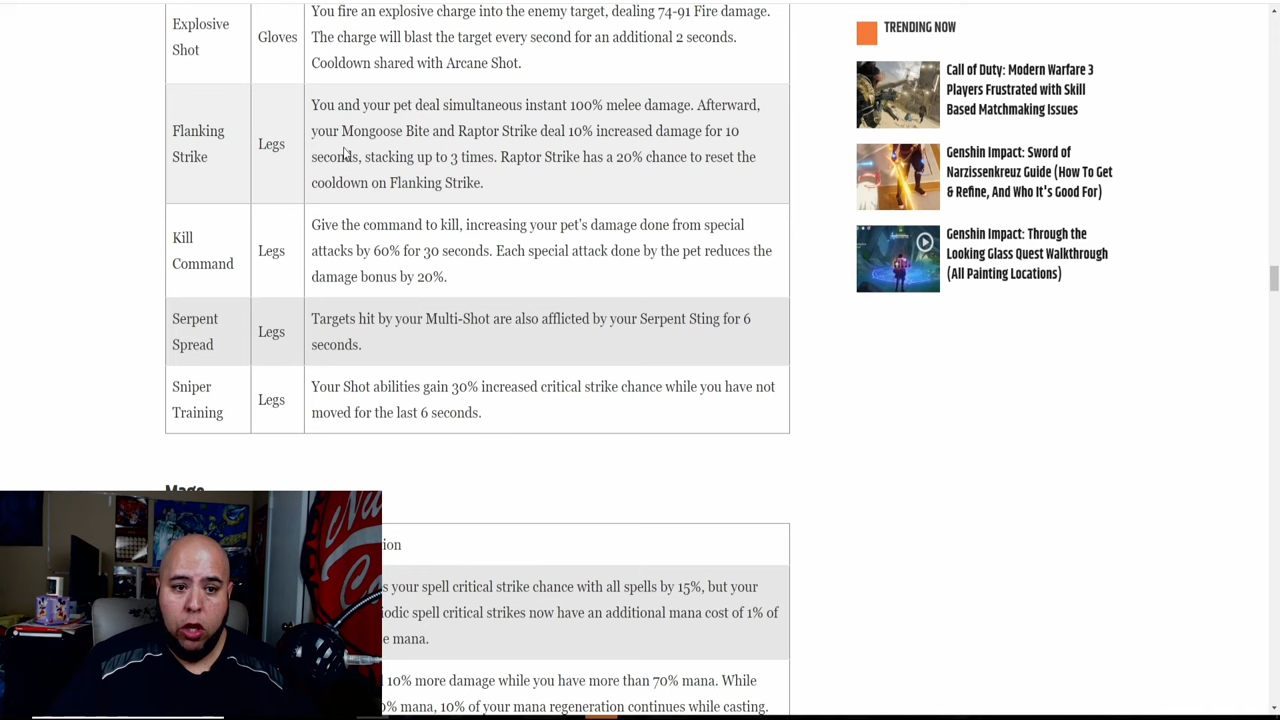 Explosive
Shot
Gloves
You fire an explosive charge into the enemy target, dealing 74-91 Fire damage.
The charge will blast the target every second for an additional 2 seconds.
Cooldown shared with Arcane Shot.
Flanking
Strike
Legs
You and your pet deal simultaneous instant 100% melee damage. Afterward,
your Mongoose Bite and Raptor Strike deal 10% increased damage for 10
seconds, stacking up to 3 times. Raptor Strike has a 20% chance to reset the
cooldown on Flanking Strike.
Kill
Command
Legs
Give the command to kill, increasing your pet's damage done from special
attacks by 60% for 30 seconds. Each special attack done by the pet reduces the
damage bonus by 20%.
Serpent
Spread
Legs
Targets hit by your Multi-Shot are also afflicted by your Serpent Sting for 6
seconds.
Sniper
Training
Legs
Your Shot abilities gain 30% increased critical strike chance while you have not
moved for the last 6 seconds.
Mage
ion
s your spell critical strike chance with all spells by 15%, but your
iodic spell critical strikes now have an additional mana cost of 1% of
e mana.
10% more damage while you have more than 70% mana. While
0% mana, 10% of your mana regeneration continues while casting.
TRENDING NOW
Call of Duty: Modern Warfare 3
Players Frustrated with Skill
Based Matchmaking Issues
Genshin Impact: Sword of
Narzissenkreuz Guide (How To Get
& Refine, And Who It's Good For)
Genshin Impact: Through the
Looking Glass Quest Walkthrough
(All Painting Locations)